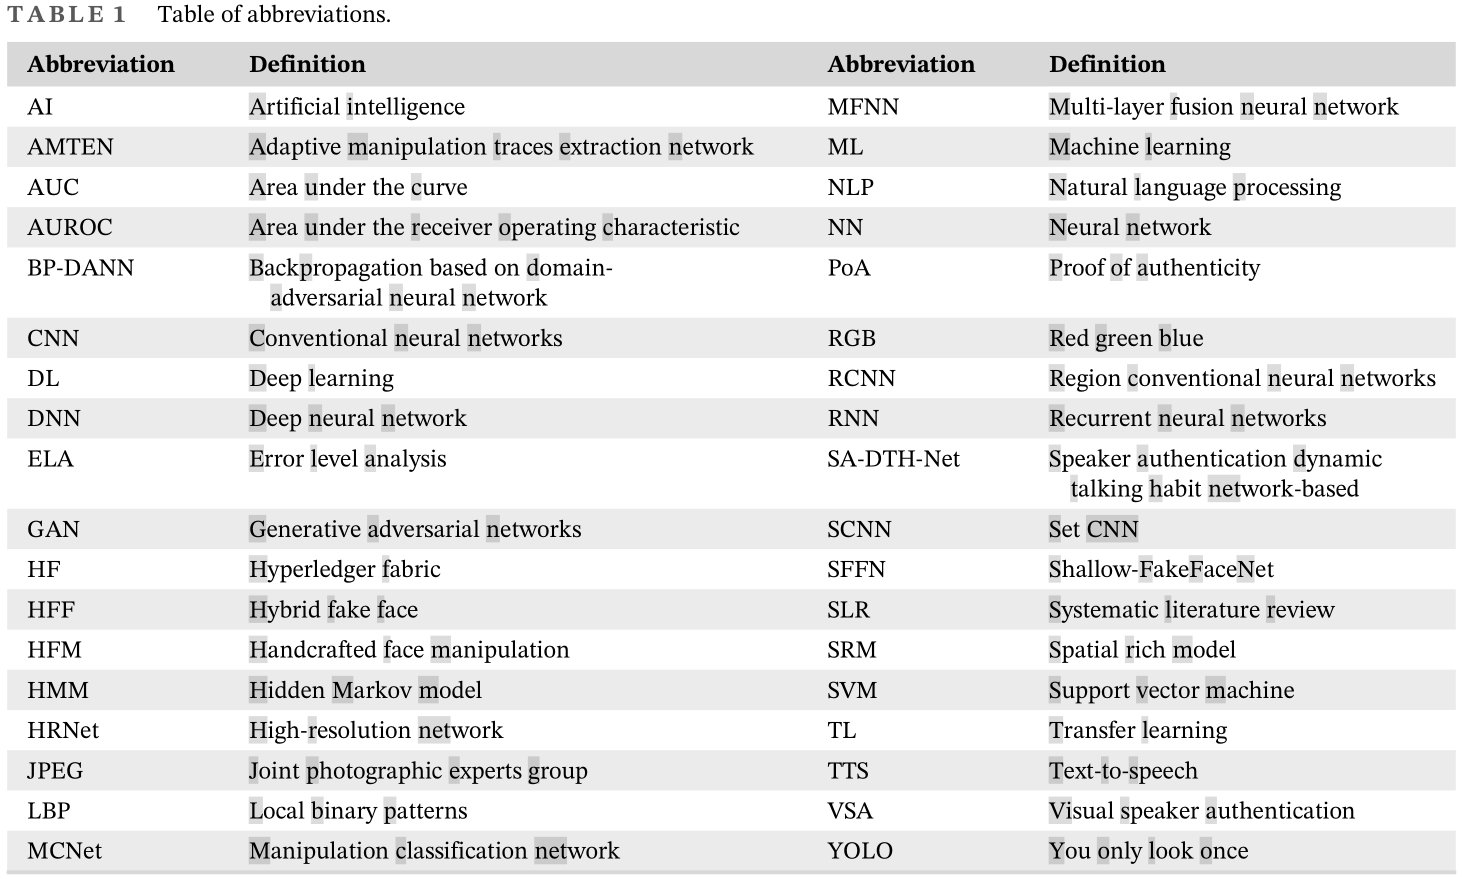 TABLE 1 Table of abbreviations.
Abbreviation Definition Abbreviation Definition
AI Artificial intelligence MFNN Multi-layer fusion neural network
AMTEN Adaptive manipulation traces extraction network ML Machine learning
AUC Area under the curve NLP Natural language processing
AUROC Area under the receiver operating characteristic NN Neural network
BP-DANN Backpropagation based on domain- PoA Proof of authenticity
adversarial neural network
CNN Conventional neural networks RGB Red green blue
DL Deep learning RCNN Region conventional neural networks
DNN Deep neural network RNN Recurrent neural networks
ELA Error level analysis SA-DTH-Net Speaker authentication dynamic
talking habit network-based
GAN Generative adversarial networks SCNN Set CNN
HF Hyperledger fabric SFFN Shallow-FakeFaceNet
HFF Hybrid fake face SLR Systematic literature review
HFM Handcrafted face manipulation SRM Spatial rich model
HMM Hidden Markov model SVM Support vector machine
HRNet High-resolution network TL Transfer learning
JPEG Joint photographic experts group TTS Text-to-speech
LBP Local binary patterns VSA Visual speaker authentication
MCNet Manipulation classification network YOLO You only look once